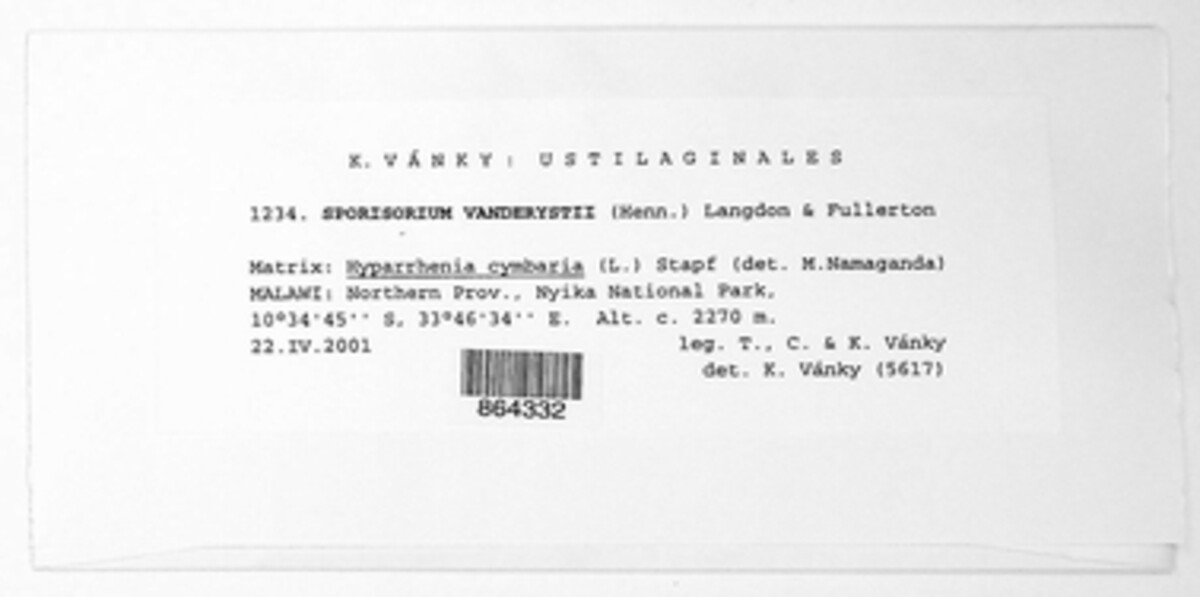 K. VÁNKY: USTILAGINALES
1234. SPORISORIUM VANDERYSTII (Henn.) Langdon & Fullerton
Matrix: Hyparrhenia cymbaria (L.) Stapf (det. M.Namaganda)
MALAWI: Northern Prov., Nyika National Park,
10°34'45'' S, 33°46'34'' E. Alt. c. 2270 m.
22.IV.2001 leg. T., C. & K. Vánky
det. K. Vánky (5617)
864332